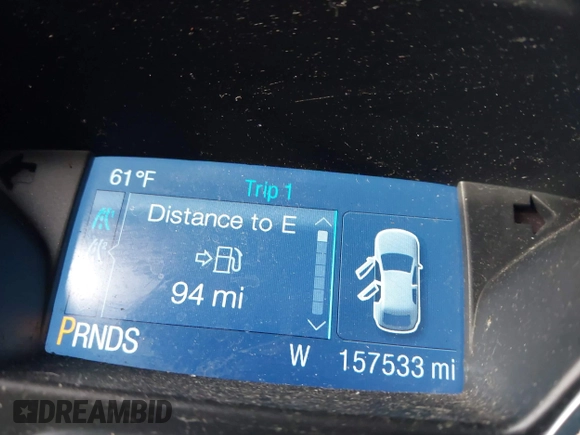 61°F
Trip 1
Distance to E
94 mi
PRNDS
W
157533 mi
DREAMBID